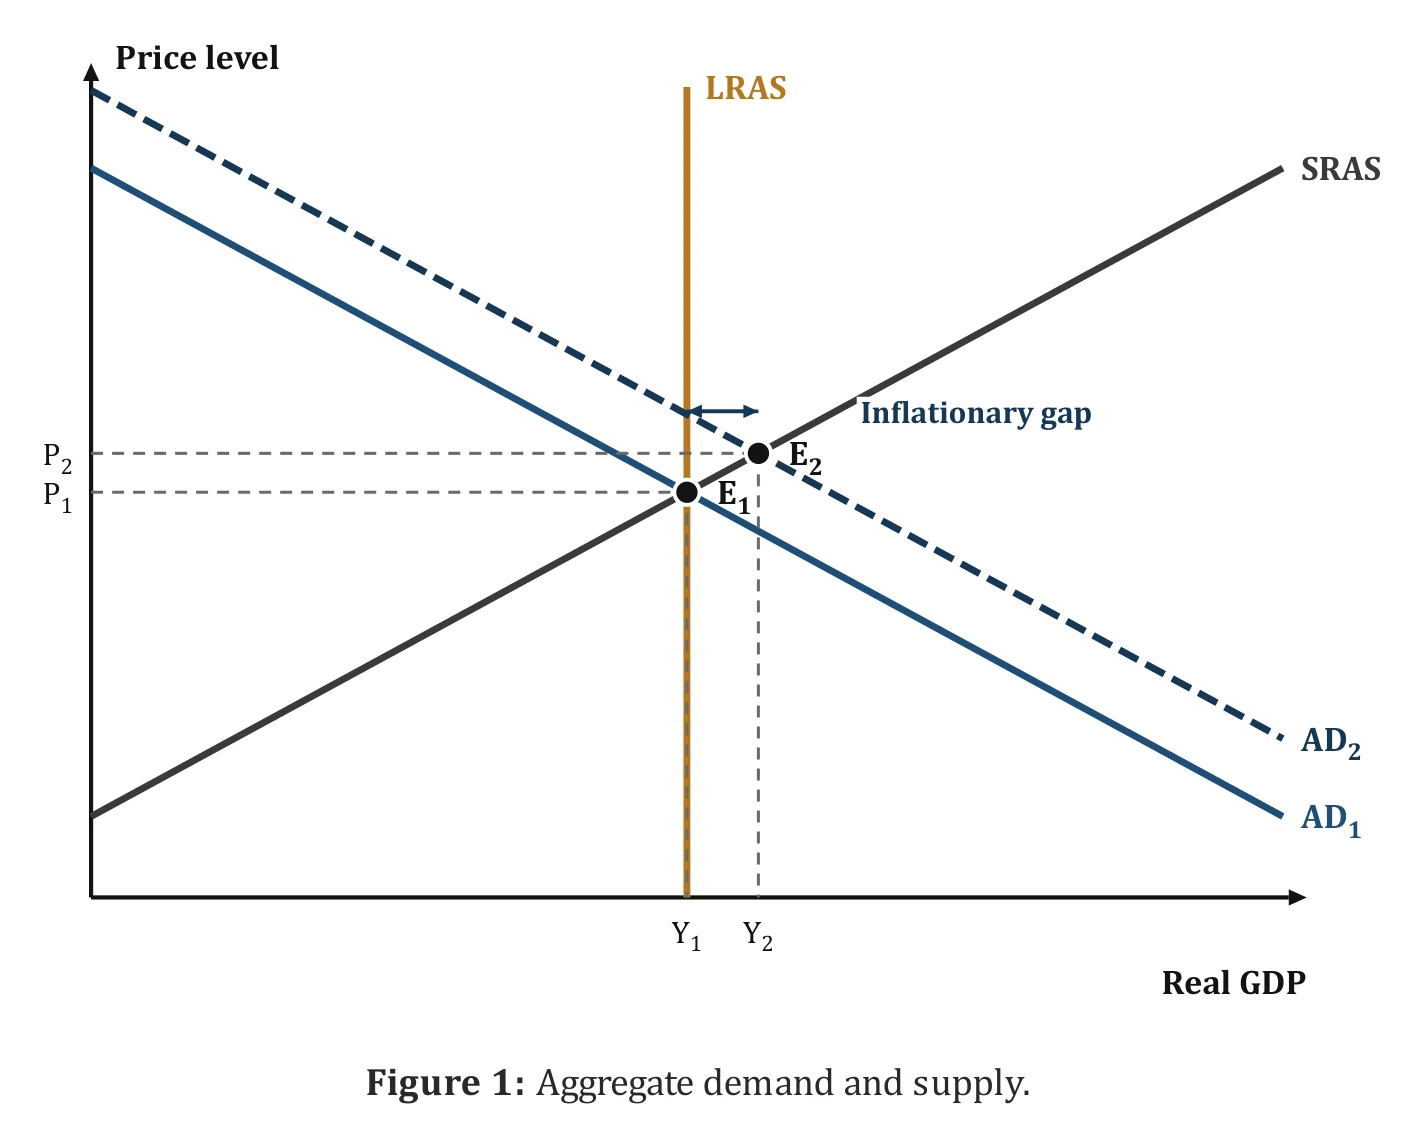 Price level
LRAS
SRAS
Inflationary gap
P₂
E₂
P₁
E₁
AD₂
AD₁
Y₁
Y₂
Real GDP
Figure 1: Aggregate demand and supply.